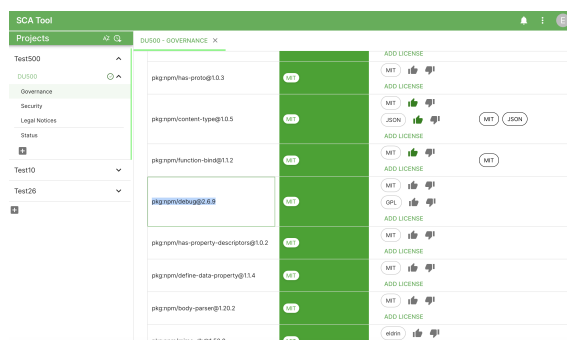 SCA Tool
E
Projects
AZ
DU500 - GOVERNANCE ×
Test500
DU500
Governance
Security
Legal Notices
Status
Test10
Test26
ADD LICENSE
pkg:npm/has-proto@1.0.3 MIT MIT
ADD LICENSE
pkg:npm/content-type@1.0.5 MIT MIT
JSON MIT JSON
ADD LICENSE
pkg:npm/function-bind@1.1.2 MIT MIT MIT
ADD LICENSE
pkg:npm/debug@2.6.9 MIT MIT
GPL
ADD LICENSE
pkg:npm/has-property-descriptors@1.0.2 MIT MIT
ADD LICENSE
pkg:npm/define-data-property@1.1.4 MIT MIT
ADD LICENSE
pkg:npm/body-parser@1.20.2 MIT MIT
ADD LICENSE
eldrin